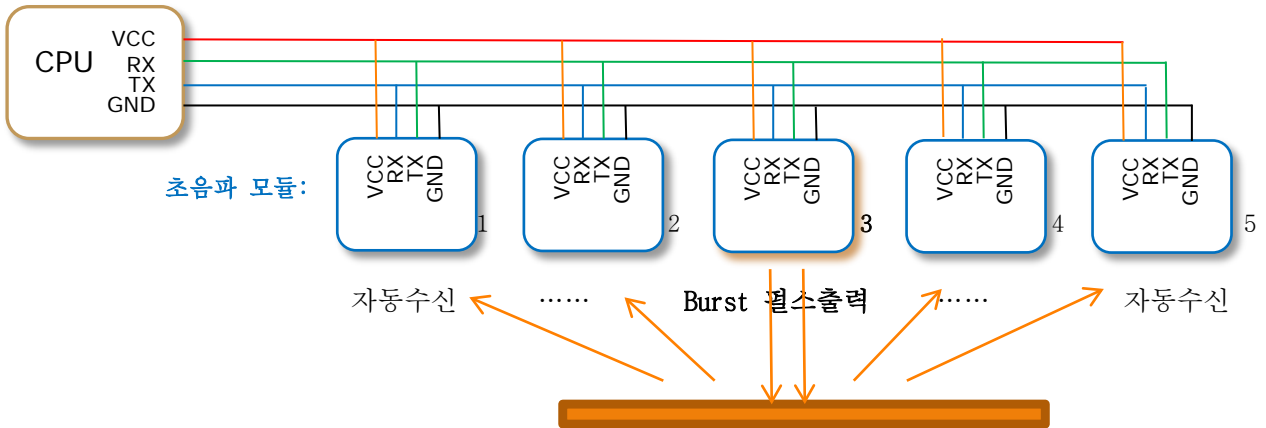 CPU
VCC
RX
TX
GND
초음파 모듈:
VCC
RX
TX
GND
1
VCC
RX
TX
GND
2
VCC
RX
TX
GND
3
VCC
RX
TX
GND
4
VCC
RX
TX
GND
5
자동수신 …… Burst 펄스출력 …… 자동수신